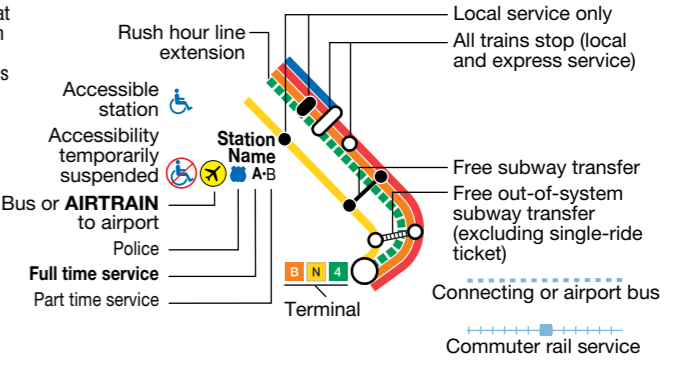 at
n
s
Rush hour line
extension
Accessible
station
Accessibility
temporarily
suspended
Station
Name
A•B
Bus or AIRTRAIN
to airport
Police
Full time service
Part time service
B N 4
Terminal
Local service only
All trains stop (local
and express service)
Free subway transfer
Free out-of-system
subway transfer
(excluding single-ride
ticket)
Connecting or airport bus
Commuter rail service